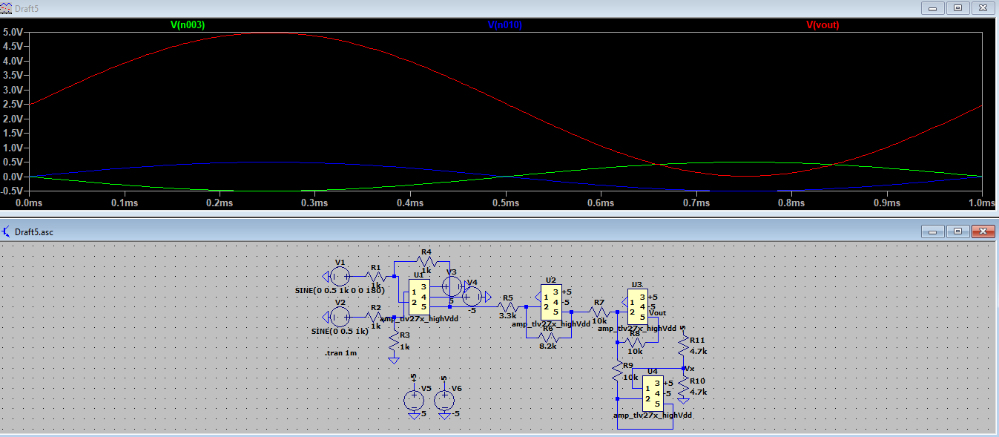 Draft5
V(n003) V(n010) V(vout)
5.0V
4.5V
4.0V
3.5V
3.0V
2.5V
2.0V
1.5V
1.0V
0.5V
0.0V
-0.5V
0.0ms 0.1ms 0.2ms 0.3ms 0.4ms 0.5ms 0.6ms 0.7ms 0.8ms 0.9ms 1.0ms
Draft5.asc
V1
SINE(0 0.5 1k 0 0 180)
R1
1k
V2
SINE(0 0.5 1k)
R2
1k
R3
1k
.tran 1m
R4
1k
U1
1 3
2 4
5
amp_tlv27x_highVdd
V3
5
V4
-5
R5
3.3k
U2
1 3 +5
2 4 -5
5
amp_tlv27x_highVdd
R6
8.2k
R7
10k
U3
1 3 +5
2 4 -5
5
Vout
amp_tlv27x_highVdd
R8
10k
R9
10k
-5
R11
4.7k
Vx
R10
4.7k
U4
1 3 +5
2 4 -5
5
amp_tlv27x_highVdd
+5
V5
5
-5
V6
-5